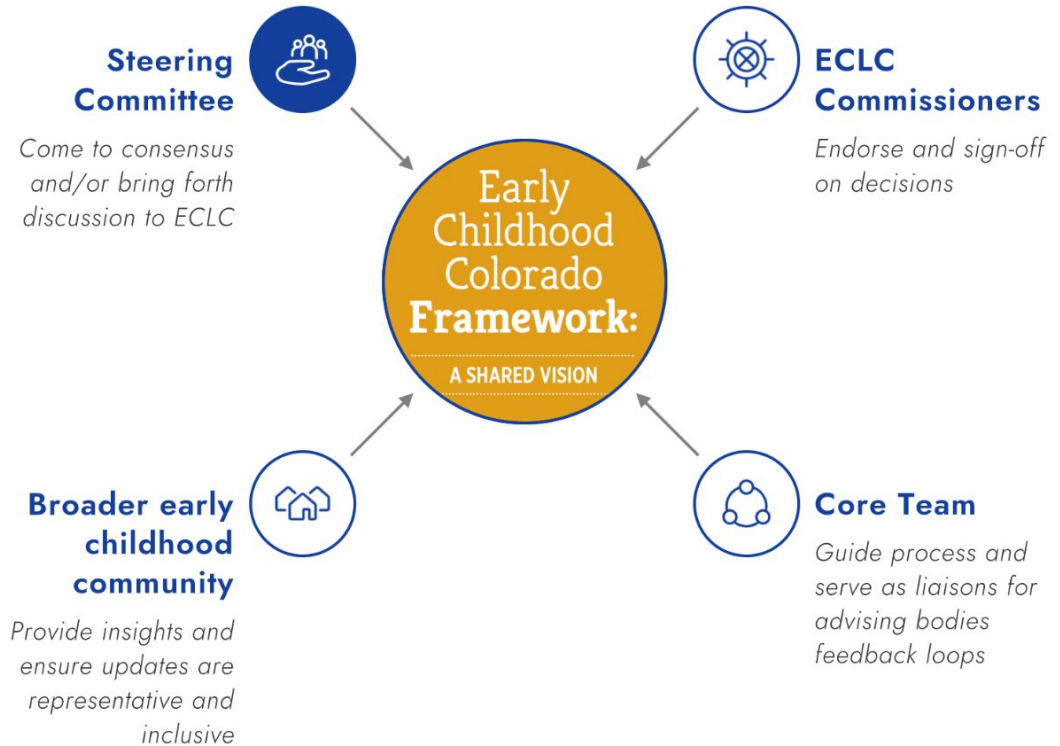 Steering
Committee
Come to consensus
and/or bring forth
discussion to ECLC
ECLC
Commissioners
Endorse and sign-off
on decisions
Early
Childhood
Colorado
Framework:
A SHARED VISION
Broader early
childhood
community
Provide insights and
ensure updates are
representative and
inclusive
Core Team
Guide process and
serve as liaisons for
advising bodies
feedback loops